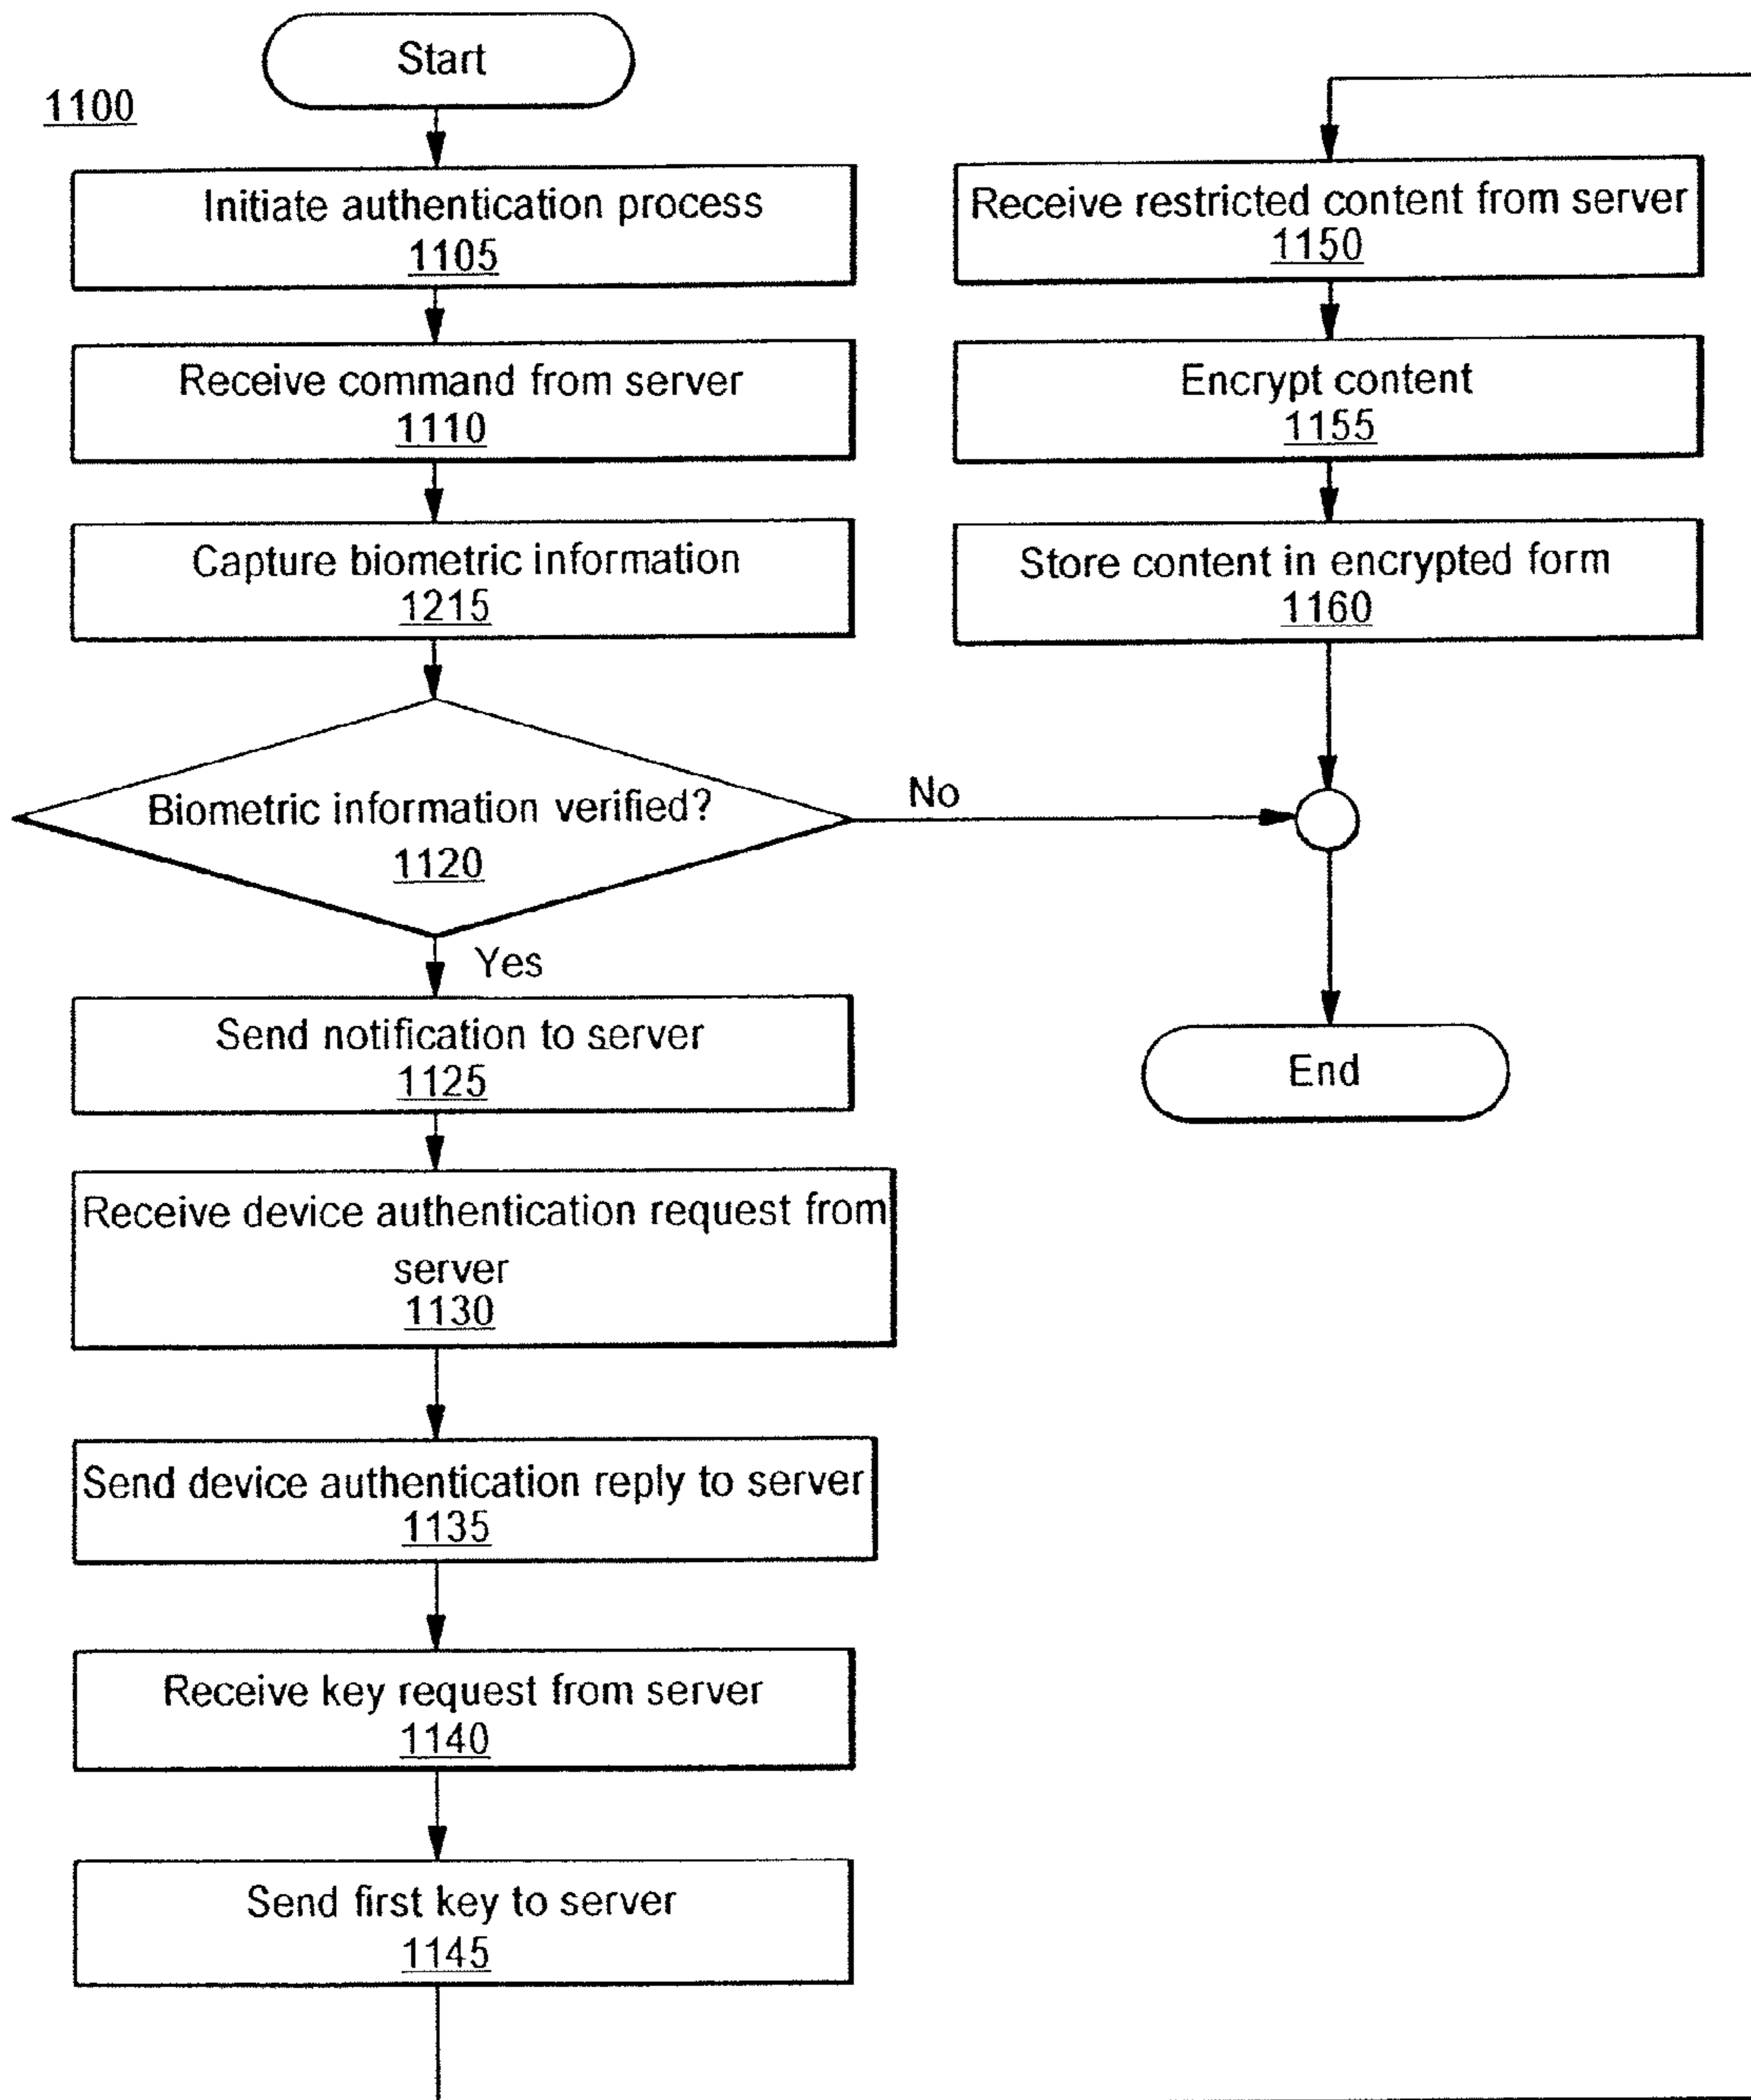 Start
1100
Initiate authentication process
1105
Receive command from server
1110
Capture biometric information
1215
Biometric information verified?
1120
No
Yes
Send notification to server
1125
Receive device authentication request from
server
1130
Send device authentication reply to server
1135
Receive key request from server
1140
Send first key to server
1145
Receive restricted content from server
1150
Encrypt content
1155
Store content in encrypted form
1160
End